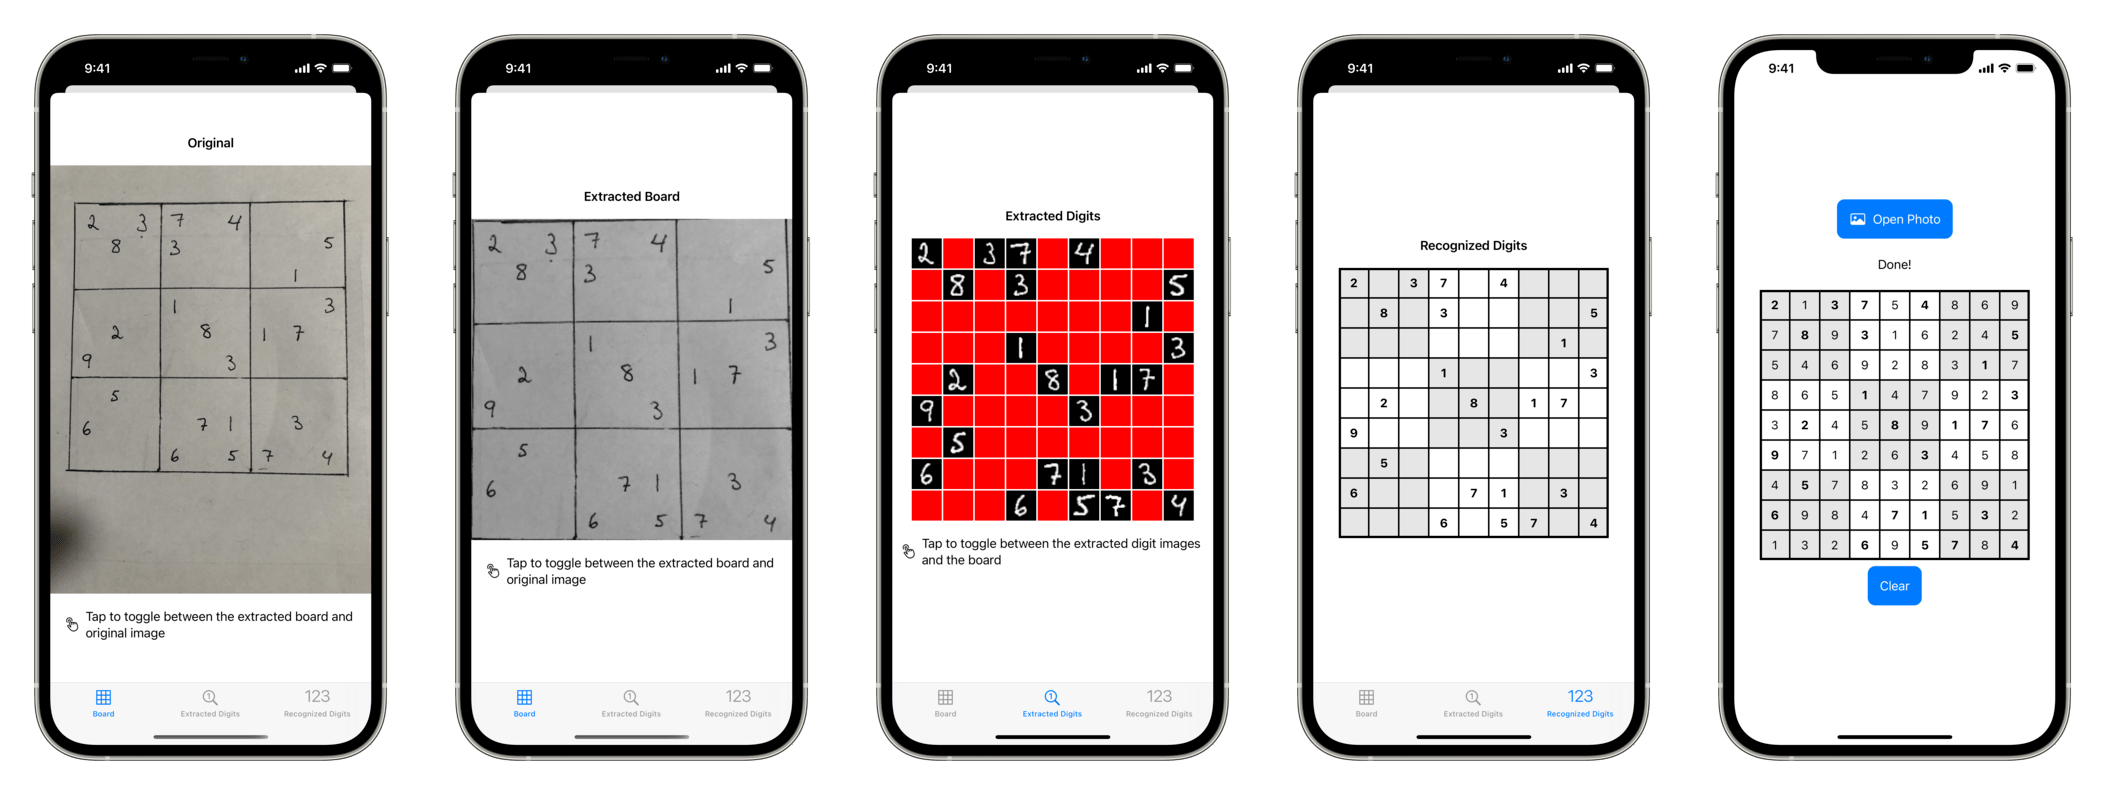 9:41
Original
2 3 7 4
8 3 5
1
1 3
2 8 1 7
9 3
5
6 7 1 3
6 5 7 4
Tap to toggle between the extracted board and
original image
Board Extracted Digits 123 Recognized Digits
9:41
Extracted Board
2 3 7 4
8 3 5
1
1 3
2 8 1 7
9 3
5
6 7 1 3
6 5 7 4
Tap to toggle between the extracted board and
original image
Board Extracted Digits 123 Recognized Digits
9:41
Extracted Digits
2 3 7 4
8 3 5
1
1 3
2 8 1 7
9 3
5
6 7 1 3
6 5 7 4
Tap to toggle between the extracted digit images
and the board
Board 1 Extracted Digits 123 Recognized Digits
9:41
Recognized Digits
2 3 7 4
8 3 5
1
1 3
2 8 1 7
9 3
5
6 7 1 3
6 5 7 4
Board Extracted Digits 123 Recognized Digits
9:41
Open Photo
Done!
2 1 3 7 5 4 8 6 9
7 8 9 3 1 6 2 4 5
5 4 6 9 2 8 3 1 7
8 6 5 1 4 7 9 2 3
3 2 4 5 8 9 1 7 6
9 7 1 2 6 3 4 5 8
4 5 7 8 3 2 6 9 1
6 9 8 4 7 1 5 3 2
1 3 2 6 9 5 7 8 4
Clear